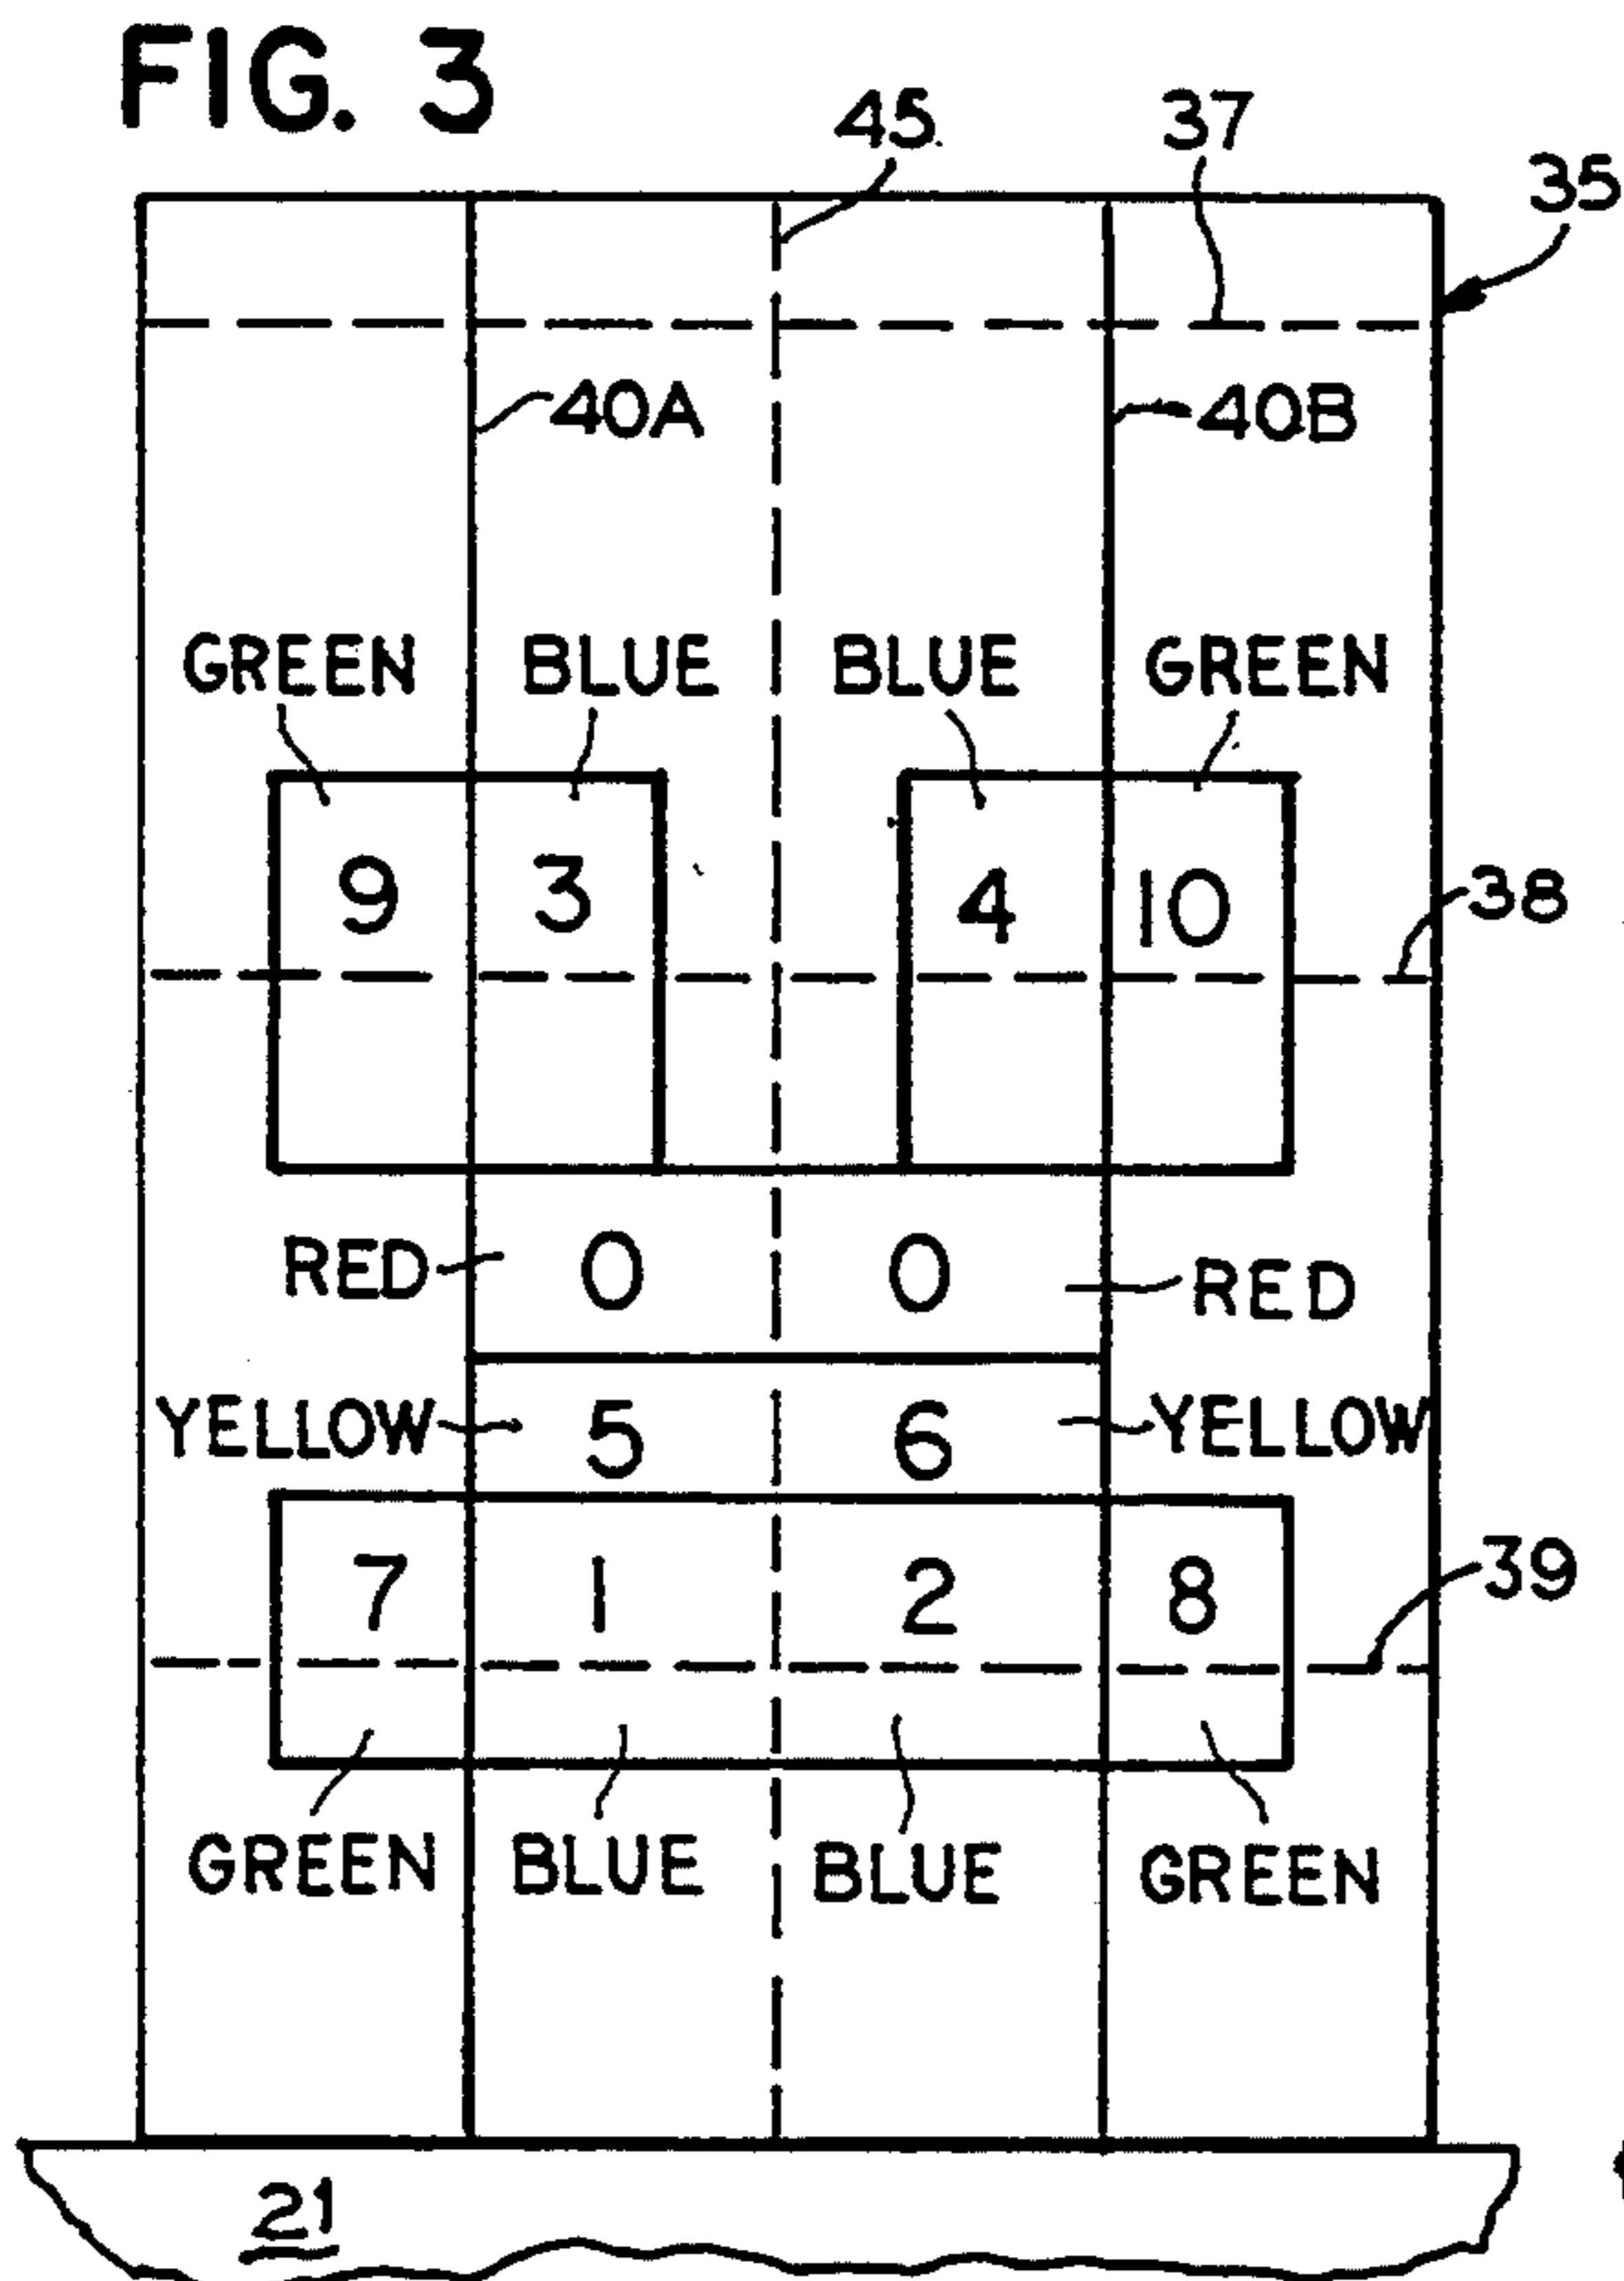 FIG. 3
45.
37
35
40A
40B
GREEN BLUE BLUE GREEN
9 3 4 10
38
RED 0 0 RED
YELLOW 5 6 YELLOW
7 1 2 8
39
GREEN BLUE BLUE GREEN
21